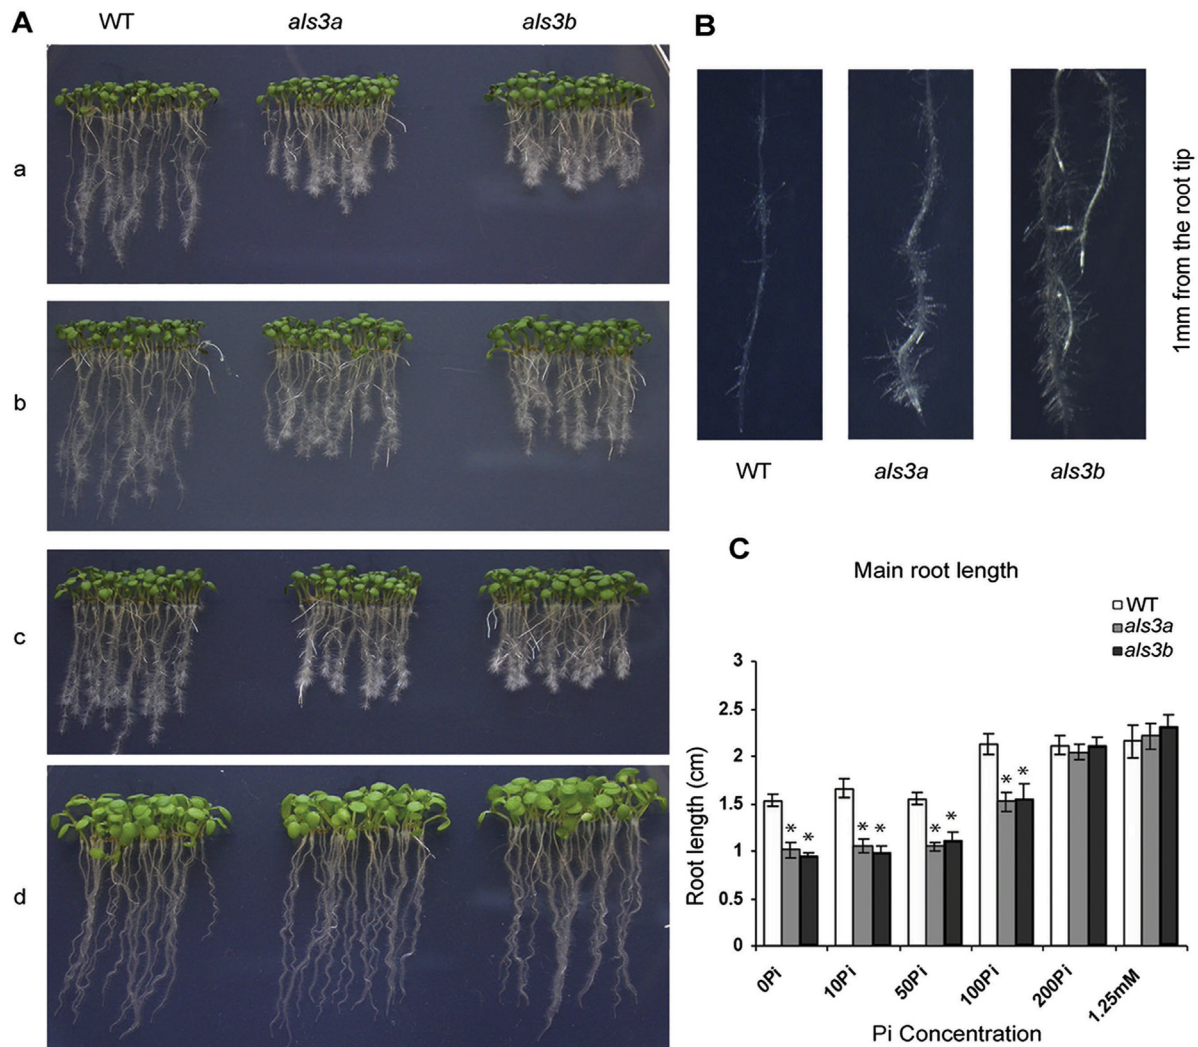 A
WT als3a als3b
a
b
c
d
B
1mm from the root tip
WT als3a als3b
C
Main root length
WT
als3a
als3b
Root length (cm)
3
2.5
2
1.5
1
0.5
0
* * * * * * * *
0Pi 10Pi 50Pi 100Pi 200Pi 1.25mM
Pi Concentration